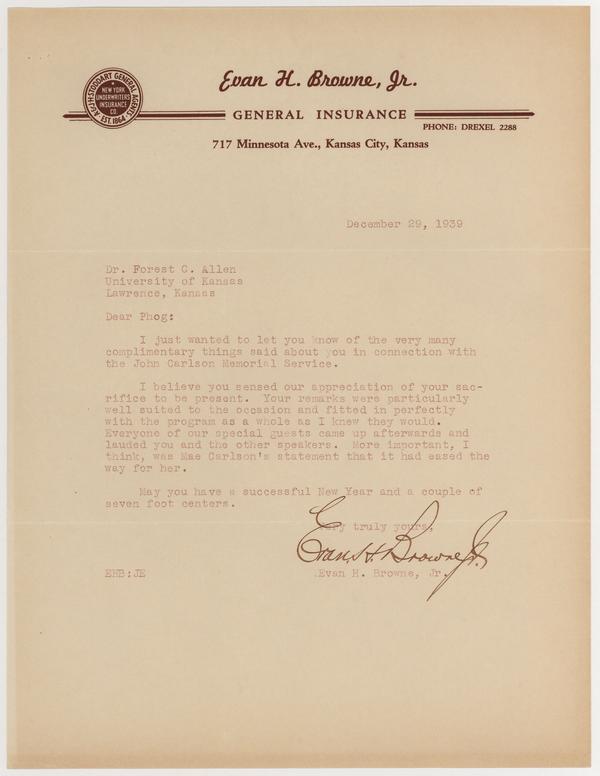 A.&J.H. STODDART GENERAL AGENTS
NEW YORK
UNDERWRITERS
INSURANCE
CO.
EST. 1864
Evan H. Browne, Jr.
GENERAL INSURANCE
PHONE: DREXEL 2288
717 Minnesota Ave., Kansas City, Kansas
December 29, 1939
Dr. Forest C. Allen
University of Kansas
Lawrence, Kansas
Dear Phog:
I just wanted to let you know of the very many
complimentary things said about you in connection with
the John Carlson Memorial Service.
I believe you sensed our appreciation of your sac-
rifice to be present. Your remarks were particularly
well suited to the occasion and fitted in perfectly
with the program as a whole as I knew they would.
Everyone of our special guests came up afterwards and
lauded you and the other speakers. More important, I
think, was Mae Carlson's statement that it had eased the
way for her.
May you have a successful New Year and a couple of
seven foot centers.
Very truly yours,
Evan H. Browne Jr.
EHB:JE
Evan H. Browne, Jr.